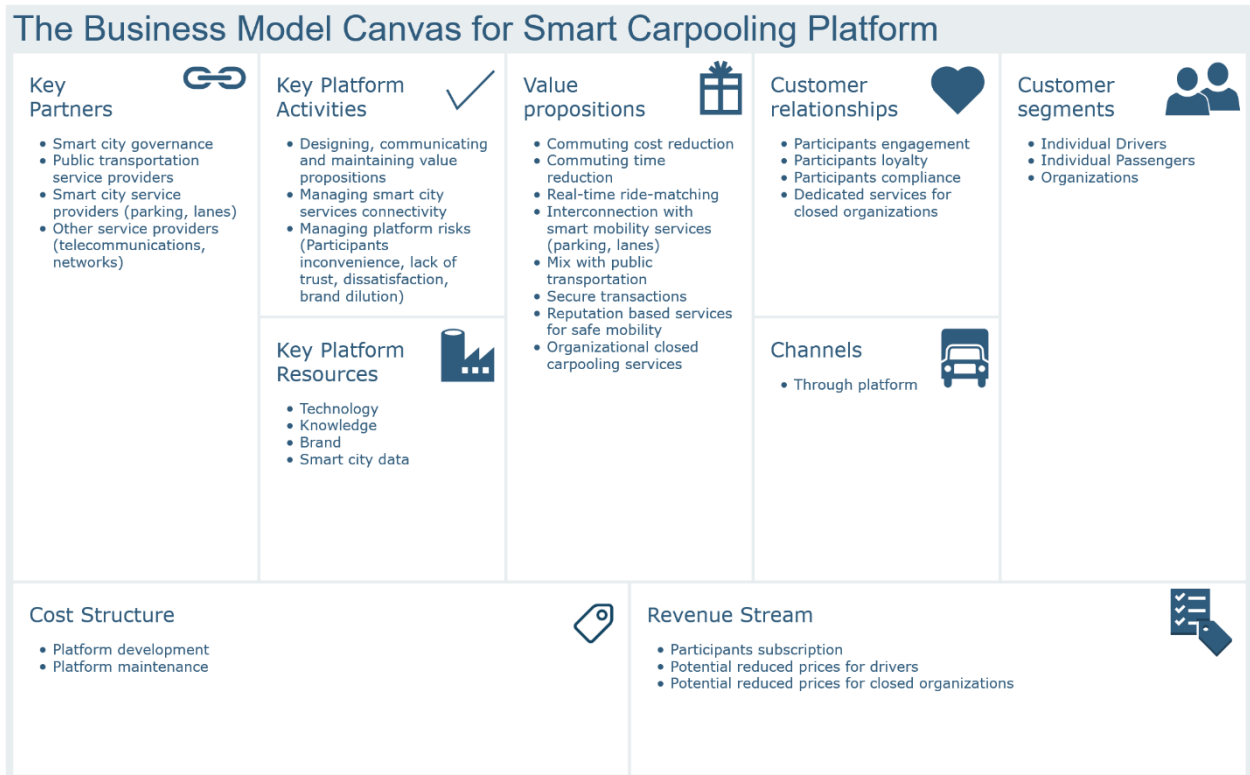 The Business Model Canvas for Smart Carpooling Platform
Key
Partners
• Smart city governance
• Public transportation
service providers
• Smart city service
providers (parking, lanes)
• Other service providers
(telecommunications,
networks)
Key Platform
Activities
• Designing, communicating
and maintaining value
propositions
• Managing smart city
services connectivity
• Managing platform risks
(Participants
inconvenience, lack of
trust, dissatisfaction,
brand dilution)
Key Platform
Resources
• Technology
• Knowledge
• Brand
• Smart city data
Value
propositions
• Commuting cost reduction
• Commuting time
reduction
• Real-time ride-matching
• Interconnection with
smart mobility services
(parking, lanes)
• Mix with public
transportation
• Secure transactions
• Reputation based services
for safe mobility
• Organizational closed
carpooling services
Customer
relationships
• Participants engagement
• Participants loyalty
• Participants compliance
• Dedicated services for
closed organizations
Channels
• Through platform
Customer
segments
• Individual Drivers
• Individual Passengers
• Organizations
Cost Structure
• Platform development
• Platform maintenance
Revenue Stream
• Participants subscription
• Potential reduced prices for drivers
• Potential reduced prices for closed organizations